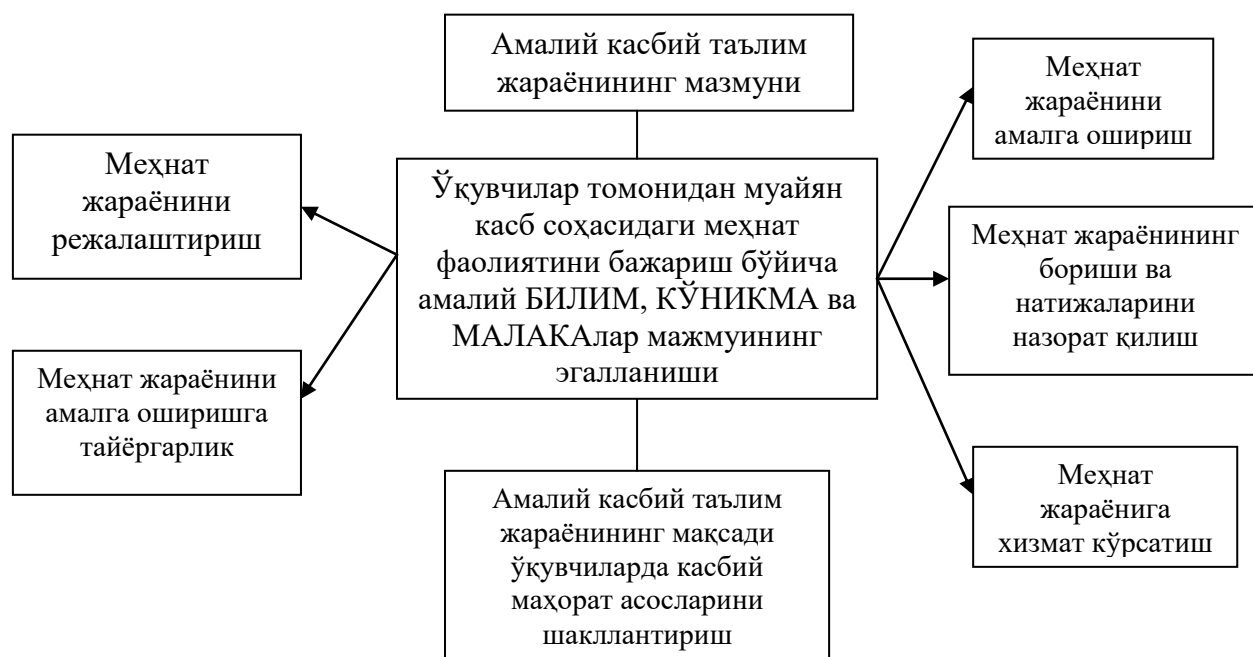 Амалий касбий таълим
жараёнининг мазмуни
Меҳнат
жараёнини
амалга ошириш
Меҳнат
жараёнини
режалаштириш
Ўқувчилар томонидан муайян
касб соҳасидаги меҳнат
фаолиятини бажариш бўйича
амалий БИЛИМ, КЎНИКМА ва
МАЛАКАлар мажмуининг
эгалланиши
Меҳнат жараёнининг
бориши ва
натижаларини
назорат қилиш
Меҳнат жараёнини
амалга оширишга
тайёргарлик
Меҳнат
жараёнига
хизмат кўрсатиш
Амалий касбий таълим
жараёнининг мақсади
ўқувчиларда касбий
маҳорат асосларини
шакллантириш